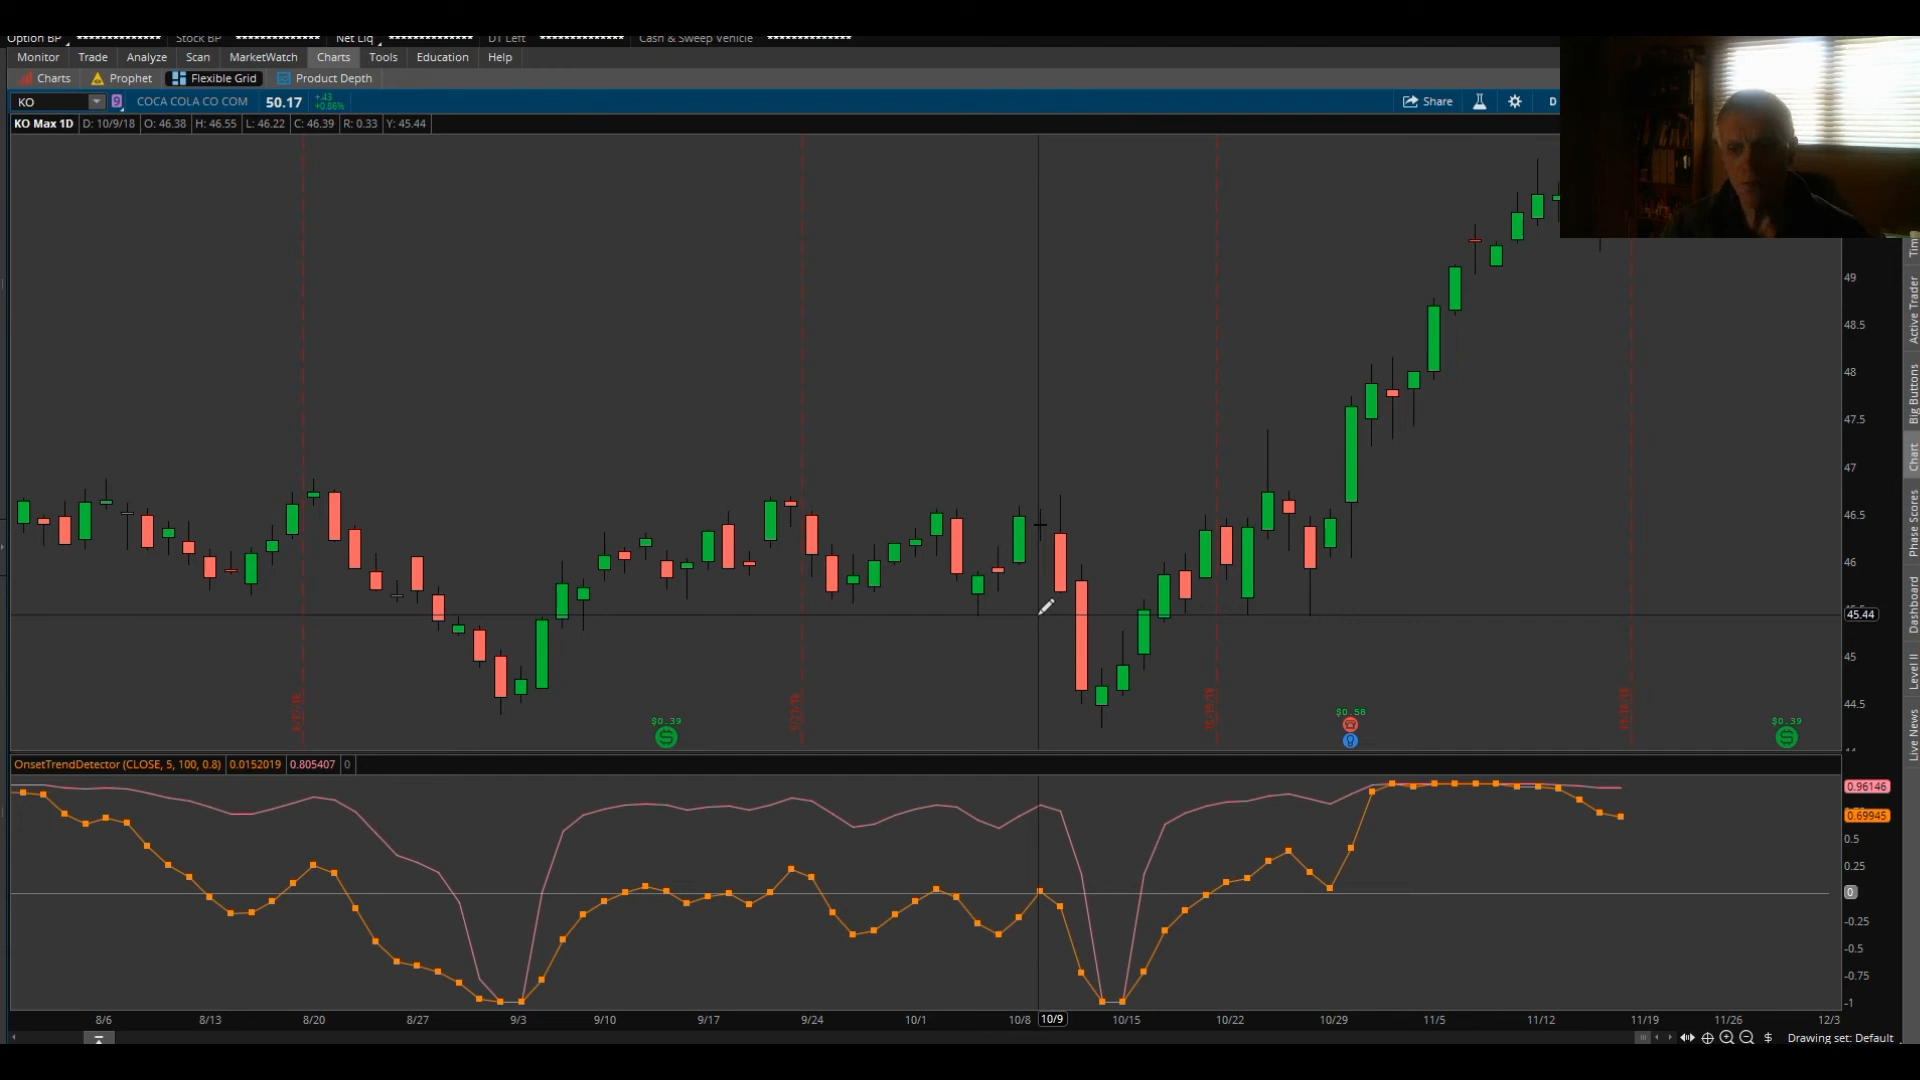 Option BP ************** Stock BP ************** Net Liq ************** DT Left ************** Cash & Sweep Vehicle **************
Monitor Trade Analyze Scan MarketWatch Charts Tools Education Help
Charts Prophet Flexible Grid Product Depth
KO 9 COCA COLA CO COM 50.17 +.43 +0.86% Share D
KO Max 1D D: 10/9/18 O: 46.38 H: 46.55 L: 46.22 C: 46.39 R: 0.33 Y: 45.44
49
48.5
48
47.5
47
46.5
46
45.44
45
44.5
$0.39 $0.58 $0.39
OnsetTrendDetector (CLOSE, 5, 100, 0.8) 0.0152019 0.805407 0
0.96146
0.69945
0.5
0.25
0
-0.25
-0.5
-0.75
-1
8/6 8/13 8/20 8/27 9/3 9/10 9/17 9/24 10/1 10/8 10/9 10/15 10/22 10/29 11/5 11/12 11/19 11/26 12/3
Drawing set: Default
Active Trader
Big Buttons
Chart
Phase Scores
Dashboard
Level II
Live News